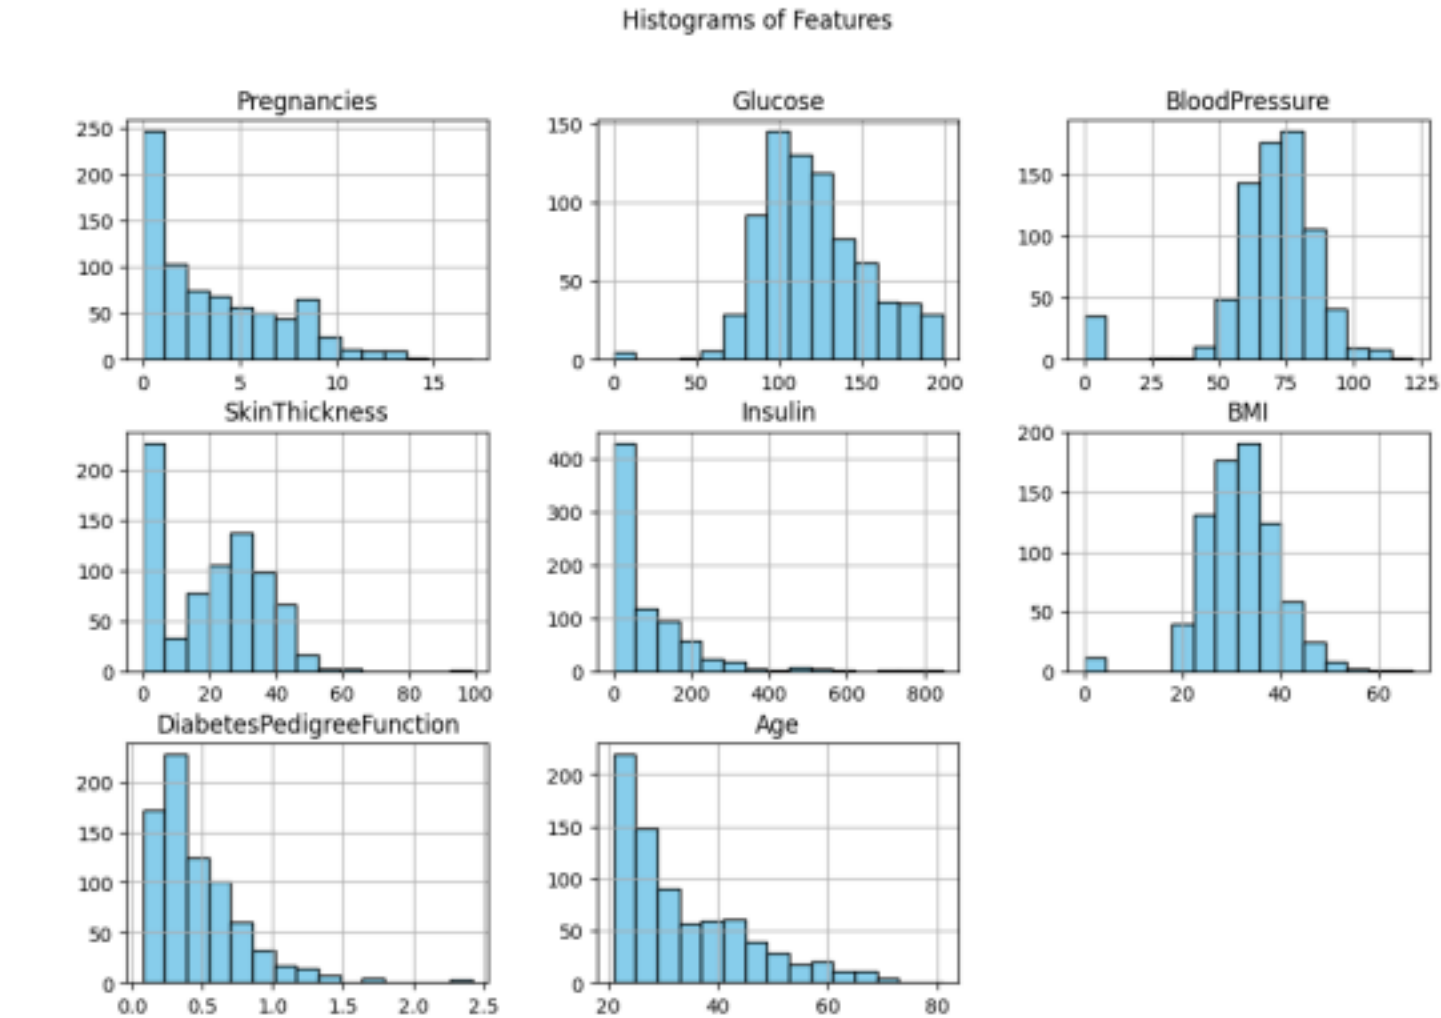 Histograms of Features
Pregnancies
250
200
150
100
50
0
0 5 10 15
Glucose
150
100
50
0
0 50 100 150 200
BloodPressure
150
100
50
0
0 25 50 75 100 125
SkinThickness
200
150
100
50
0
0 20 40 60 80 100
Insulin
400
300
200
100
0
0 200 400 600 800
BMI
200
150
100
50
0
0 20 40 60
DiabetesPedigreeFunction
200
150
100
50
0
0.0 0.5 1.0 1.5 2.0 2.5
Age
200
150
100
50
0
20 40 60 80